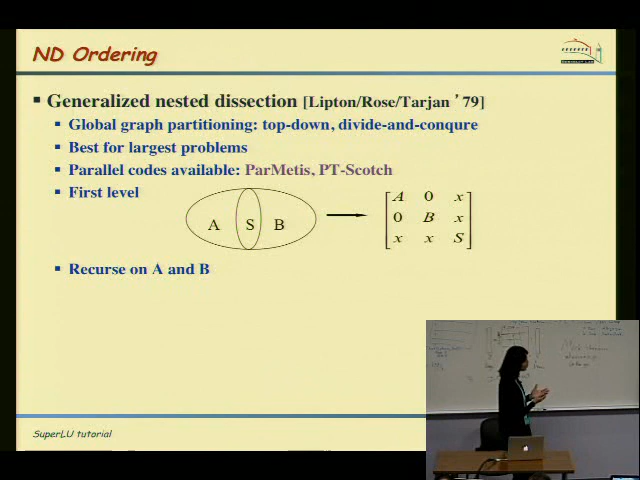 ND Ordering
Generalized nested dissection [Lipton/Rose/Tarjan '79]
Global graph partitioning: top-down, divide-and-conqure
Best for largest problems
Parallel codes available: ParMetis, PT-Scotch
First level
A S B
A 0 x
0 B x
x x S
Recurse on A and B
SuperLU tutorial